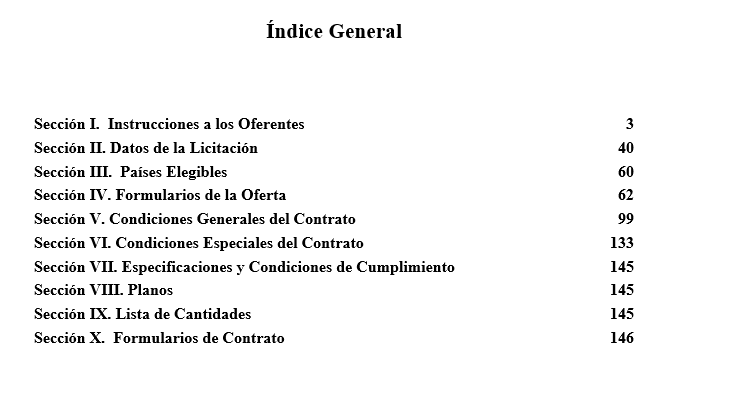 Índice General
Sección I.  Instrucciones a los Oferentes 3
Sección II. Datos de la Licitación 40
Sección III.  Países Elegibles 60
Sección IV. Formularios de la Oferta 62
Sección V. Condiciones Generales del Contrato 99
Sección VI. Condiciones Especiales del Contrato 133
Sección VII. Especificaciones y Condiciones de Cumplimiento 145
Sección VIII. Planos 145
Sección IX. Lista de Cantidades 145
Sección X.  Formularios de Contrato 146